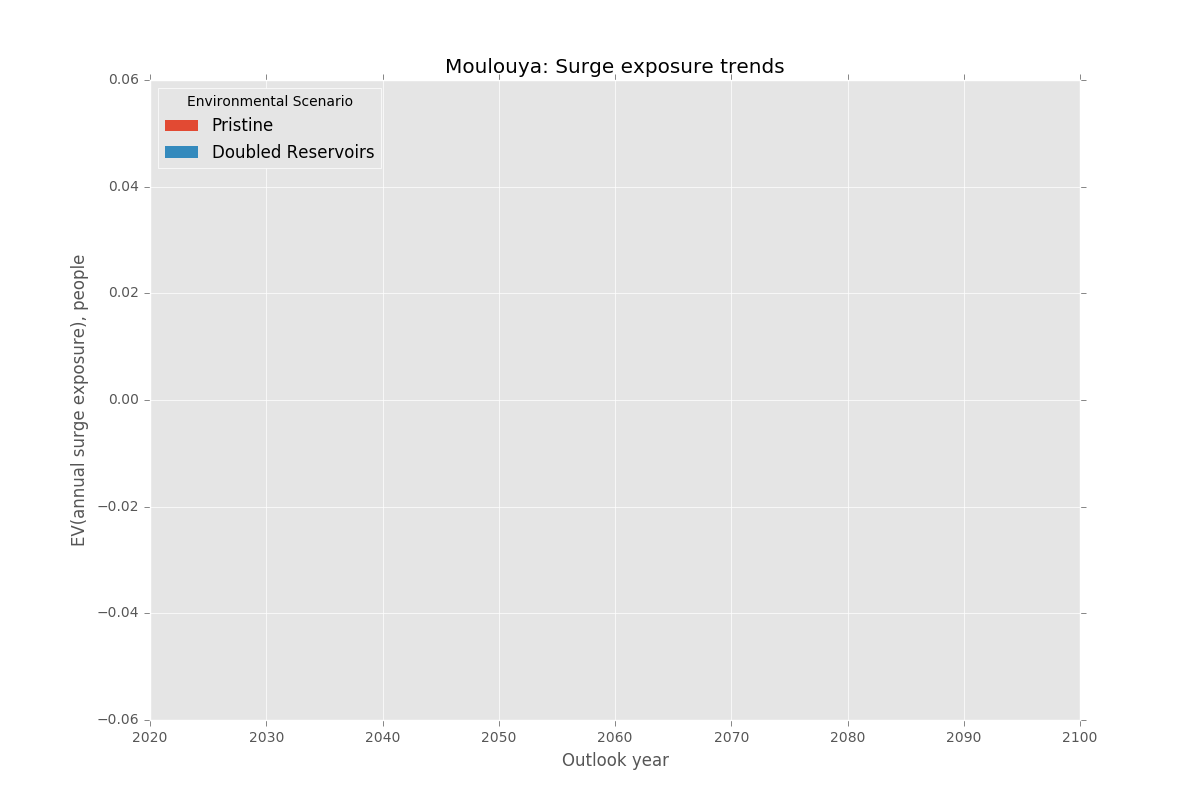 Moulouya: Surge exposure trends
Environmental Scenario
Pristine
Doubled Reservoirs
EV(annual surge exposure), people
0.06
0.04
0.02
0.00
−0.02
−0.04
−0.06
2020 2030 2040 2050 2060 2070 2080 2090 2100
Outlook year